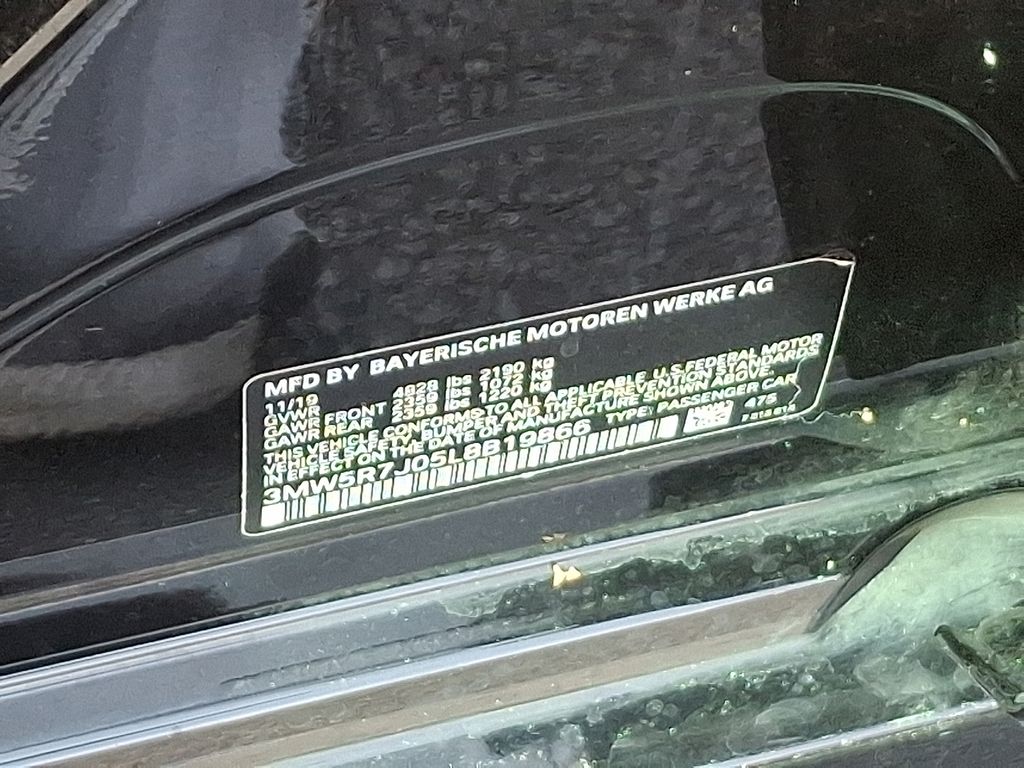 MFD BY BAYERISCHE MOTOREN WERKE AG
11/19
GVWR 4828 lbs 2190 kg
GAWR FRONT 2359 lbs 1075 kg
GAWR REAR 2359 lbs 1220 kg
THIS VEHICLE CONFORMS TO ALL APPLICABLE U.S. FEDERAL MOTOR
VEHICLE SAFETY, BUMPER, AND THEFT PREVENTION STANDARDS
IN EFFECT ON THE DATE OF MANUFACTURE SHOWN ABOVE.
3MW5R7J05L8B19866 TYPE: PASSENGER CAR
475